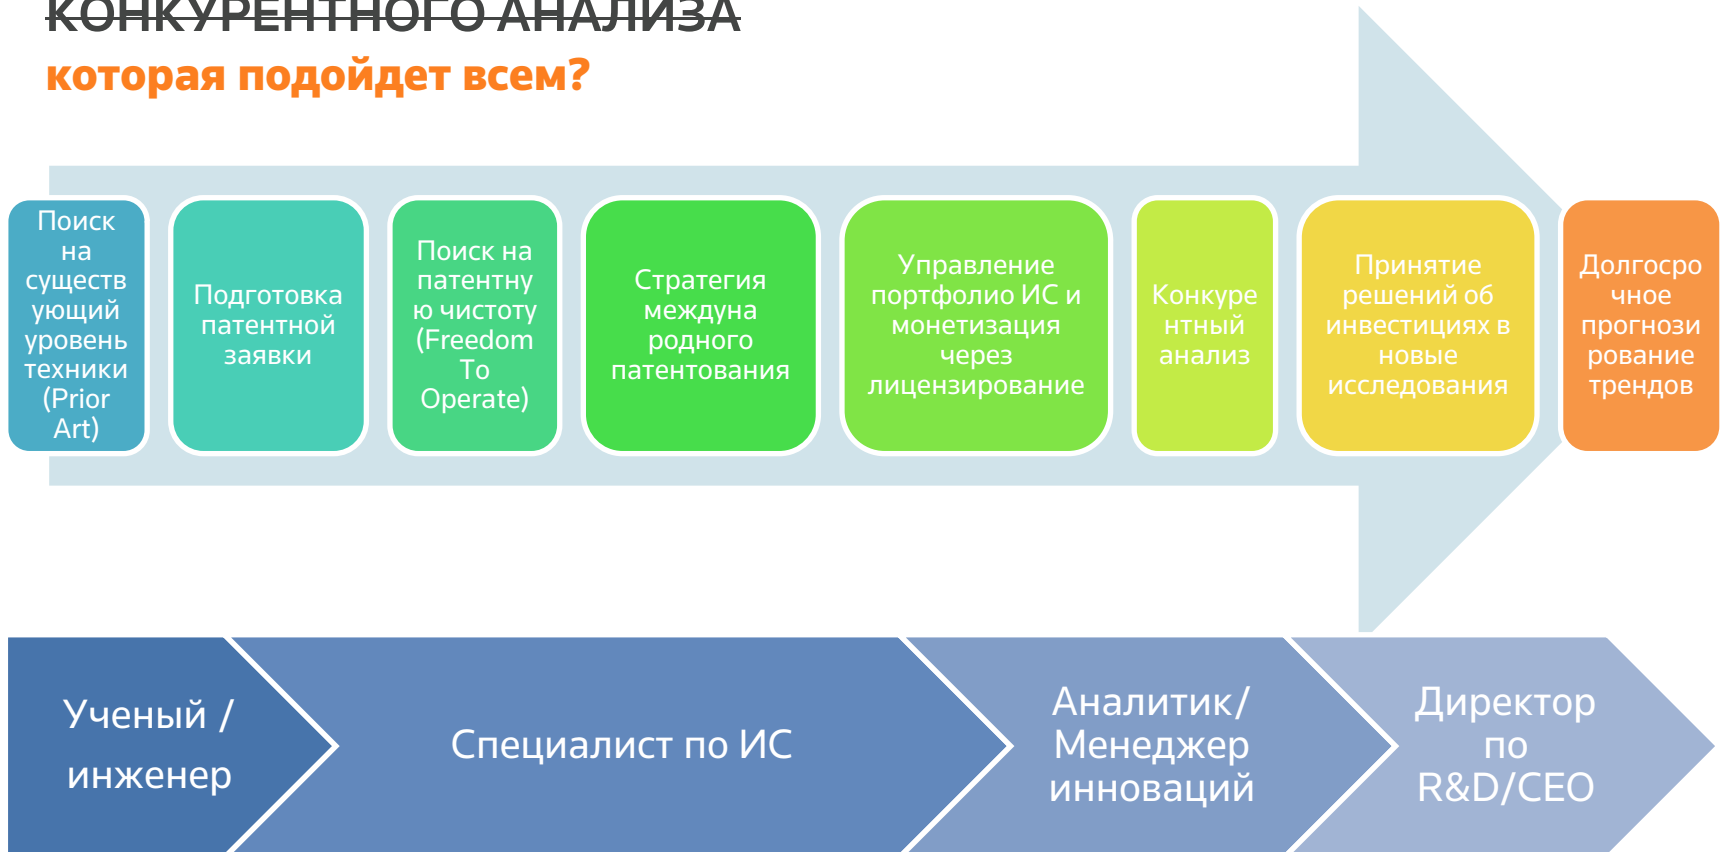 КОНКУРЕНТНОГО АНАЛИЗА
которая подойдет всем?
Поиск
на
существ
ующий
уровень
техники
(Prior
Art)
Подготовка
патентной
заявки
Поиск на
патентну
ю чистоту
(Freedom
To
Operate)
Стратегия
междуна
родного
патентования
Управление
портфолио ИС и
монетизация
через
лицензирование
Конкуре
нтный
анализ
Принятие
решений об
инвестициях в
новые
исследования
Долгосро
чное
прогнози
рование
трендов
Ученый /
инженер
Специалист по ИС
Аналитик/
Менеджер
инноваций
Директор
по
R&D/CEO